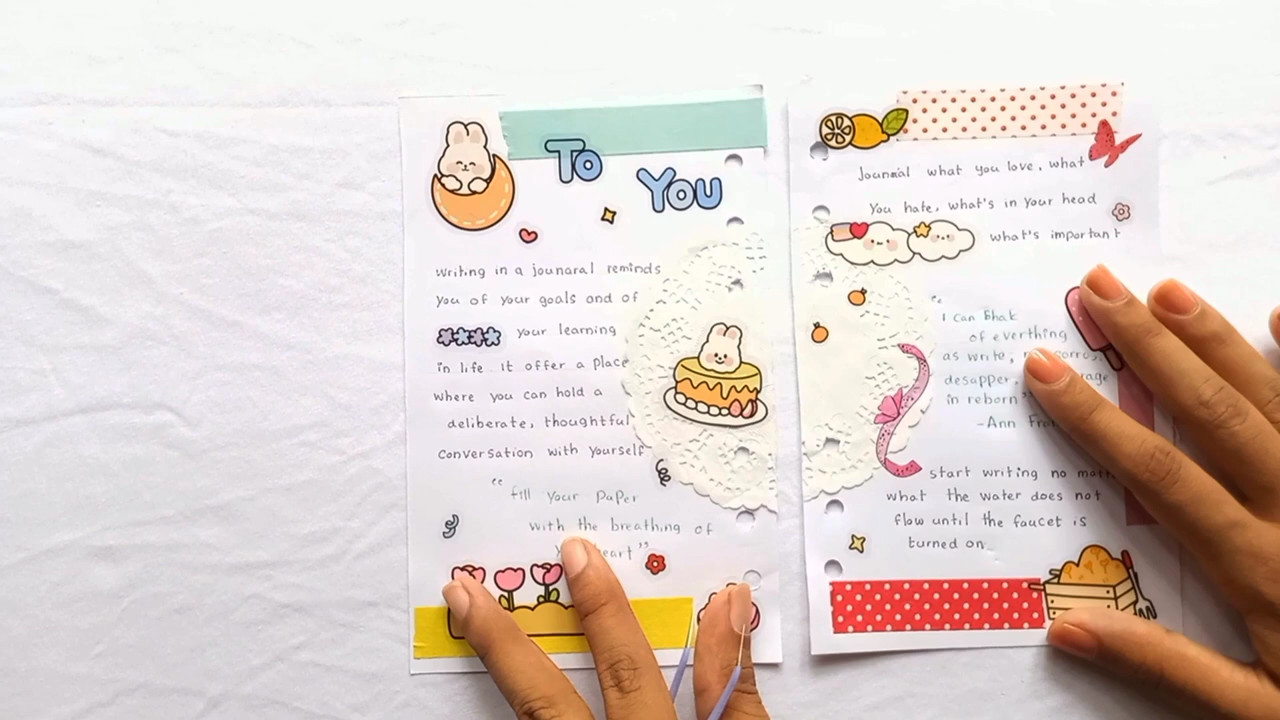 To
You
writing in a jounaral reminds
you of your goals and of
your learning
in life. it offer a place
where you can hold a
deliberate, thoughtful
conversation with yourself
“ fill your paper
with the breathing of
heart ”
Journal what you love, what
You hate, what's in your head
what's important
“
I can Bhak
of everthing
as write,
desapper,
in reborn ”
-Ann
start writing no
what the water does not
flow until the faucet is
turned on